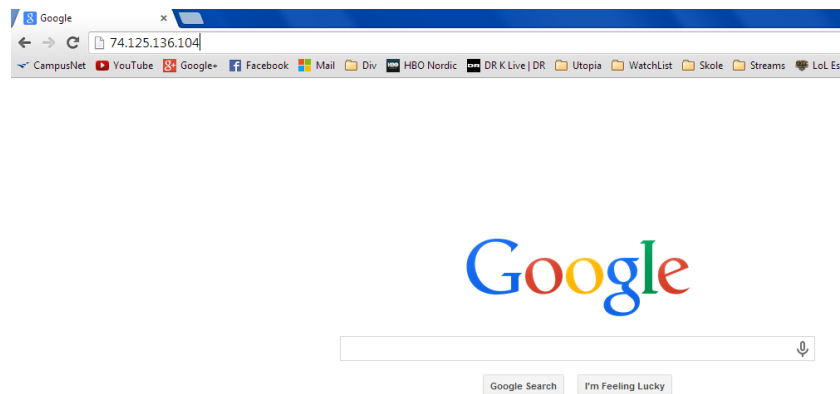 Google
74.125.136.104
CampusNet YouTube Google+ Facebook Mail Div HBO Nordic DR K Live | DR Utopia WatchList Skole Streams LoL Es
Google
Google Search I'm Feeling Lucky